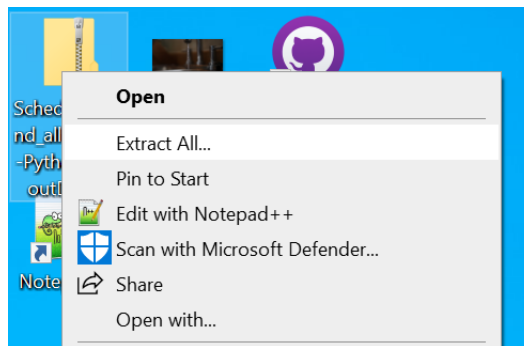 Open
Extract All...
Pin to Start
Edit with Notepad++
Scan with Microsoft Defender...
Share
Open with...
Sched
nd_all
-Pyth
out
Note